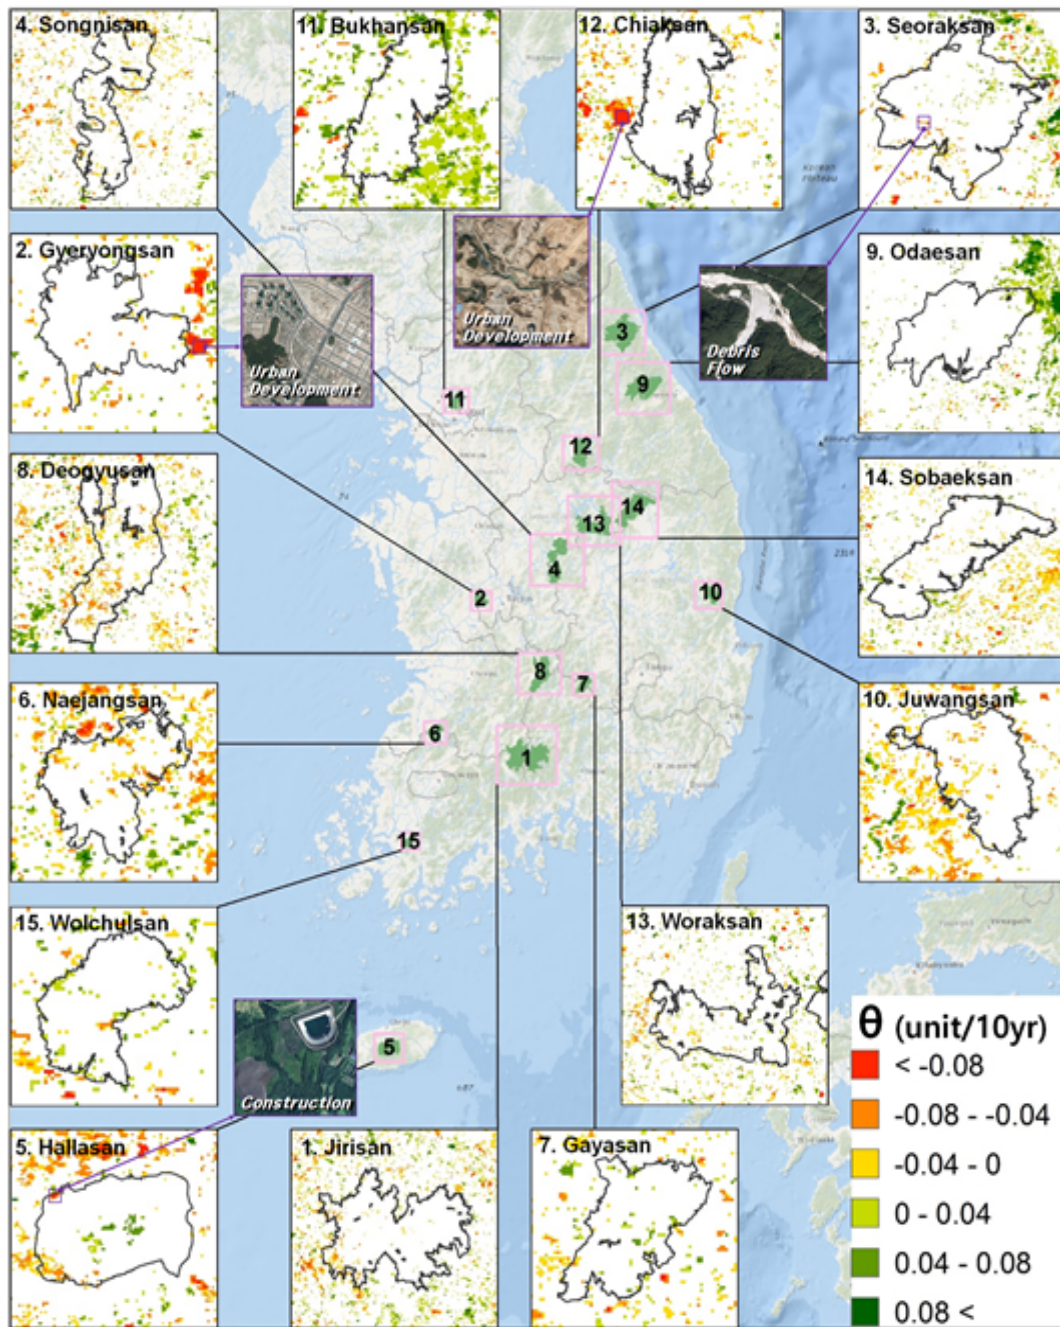 4. Songnisan
11. Bukhansan
12. Chiaksan
3. Seoraksan
2. Gyeryongsan
Urban
Development
Urban
Development
Debris
Flow
9. Odaesan
3
9
11
12
8. Deogyusan
14. Sobaeksan
14
13
4
2
10
8
7
6. Naejangsan
10. Juwangsan
6
1
15
15. Wolchulsan
13. Woraksan
Construction
5
5. Hallasan
1. Jirisan
7. Gayasan
θ (unit/10yr)
< -0.08
-0.08 - -0.04
-0.04 - 0
0 - 0.04
0.04 - 0.08
0.08 <